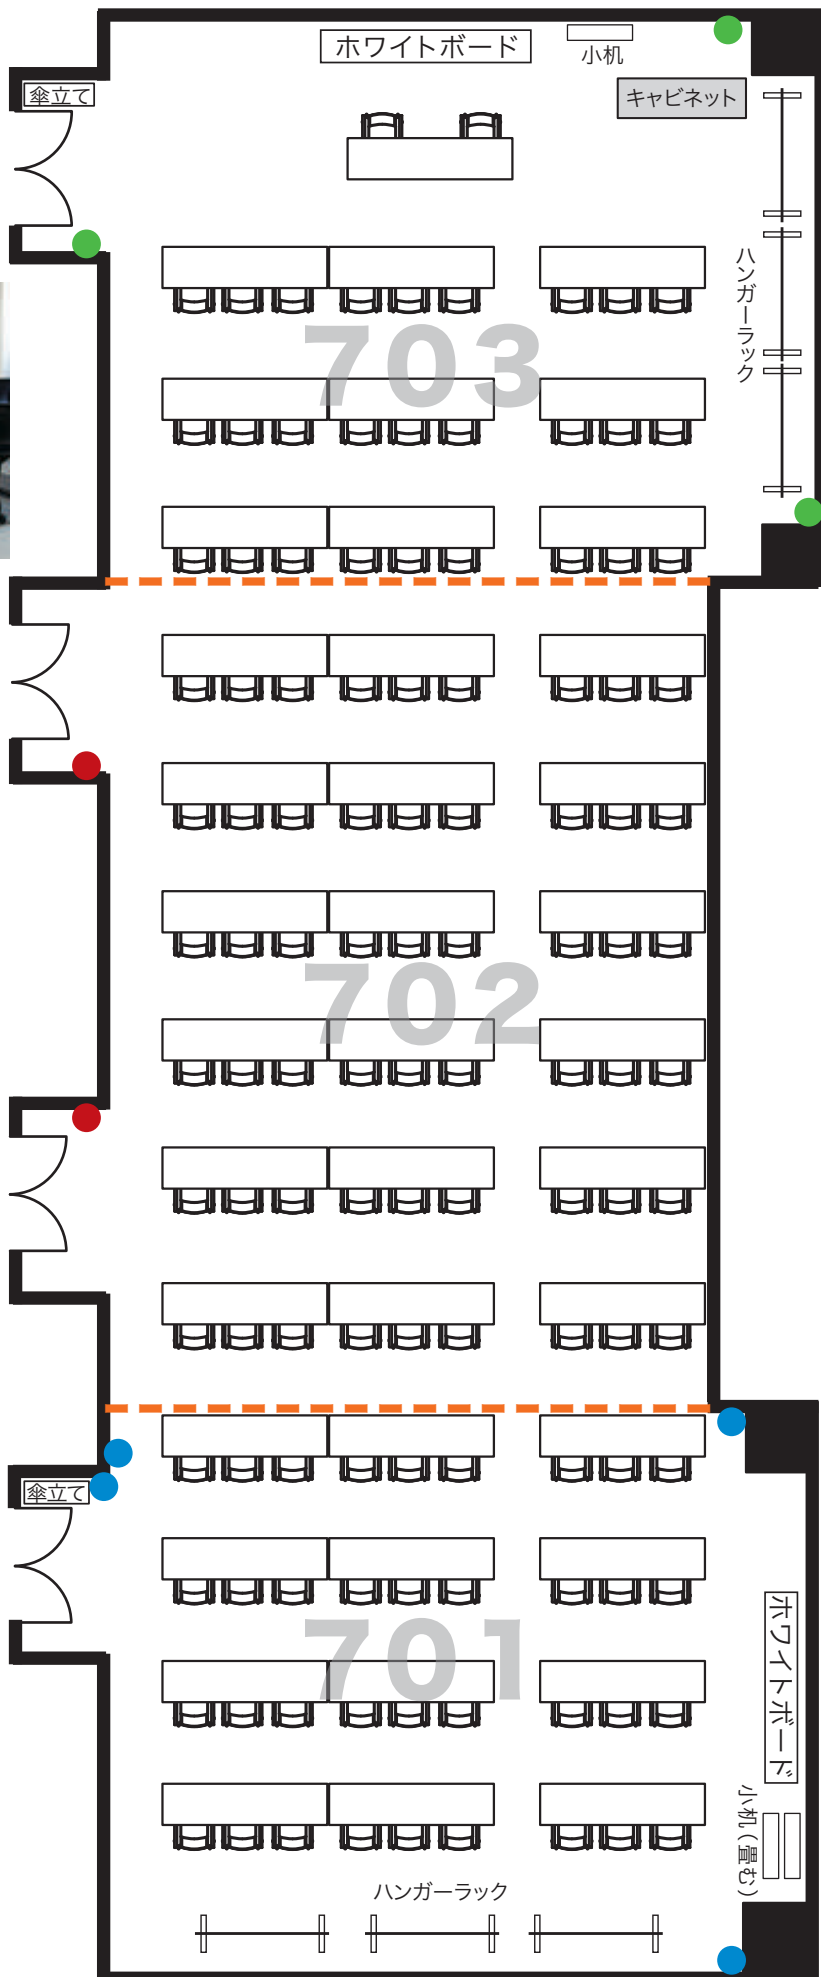 ホワイトボード
小机
傘立て
キャビネット
ハンガーラック
703
702
傘立て
701
ホワイトボード
小机(畳む)
ハンガーラック